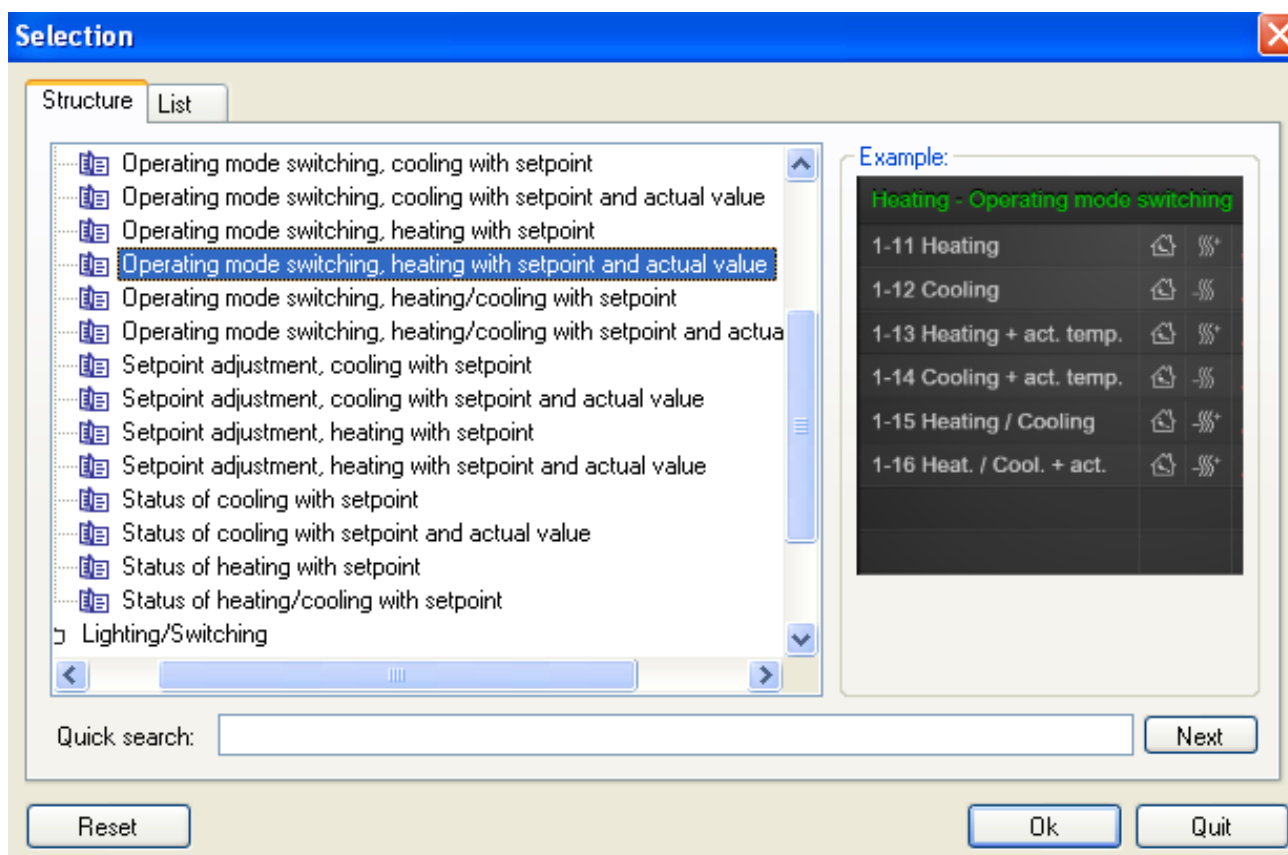 Selection
Structure
List
Operating mode switching, cooling with setpoint
Operating mode switching, cooling with setpoint and actual value
Operating mode switching, heating with setpoint
Operating mode switching, heating with setpoint and actual value
Operating mode switching, heating/cooling with setpoint
Operating mode switching, heating/cooling with setpoint and actua
Setpoint adjustment, cooling with setpoint
Setpoint adjustment, cooling with setpoint and actual value
Setpoint adjustment, heating with setpoint
Setpoint adjustment, heating with setpoint and actual value
Status of cooling with setpoint
Status of cooling with setpoint and actual value
Status of heating with setpoint
Status of heating/cooling with setpoint
Lighting/Switching
Example:
Heating - Operating mode switching
1-11 Heating
1-12 Cooling
1-13 Heating + act. temp.
1-14 Cooling + act. temp.
1-15 Heating / Cooling
1-16 Heat. / Cool. + act.
Quick search:
Next
Reset
Ok
Quit